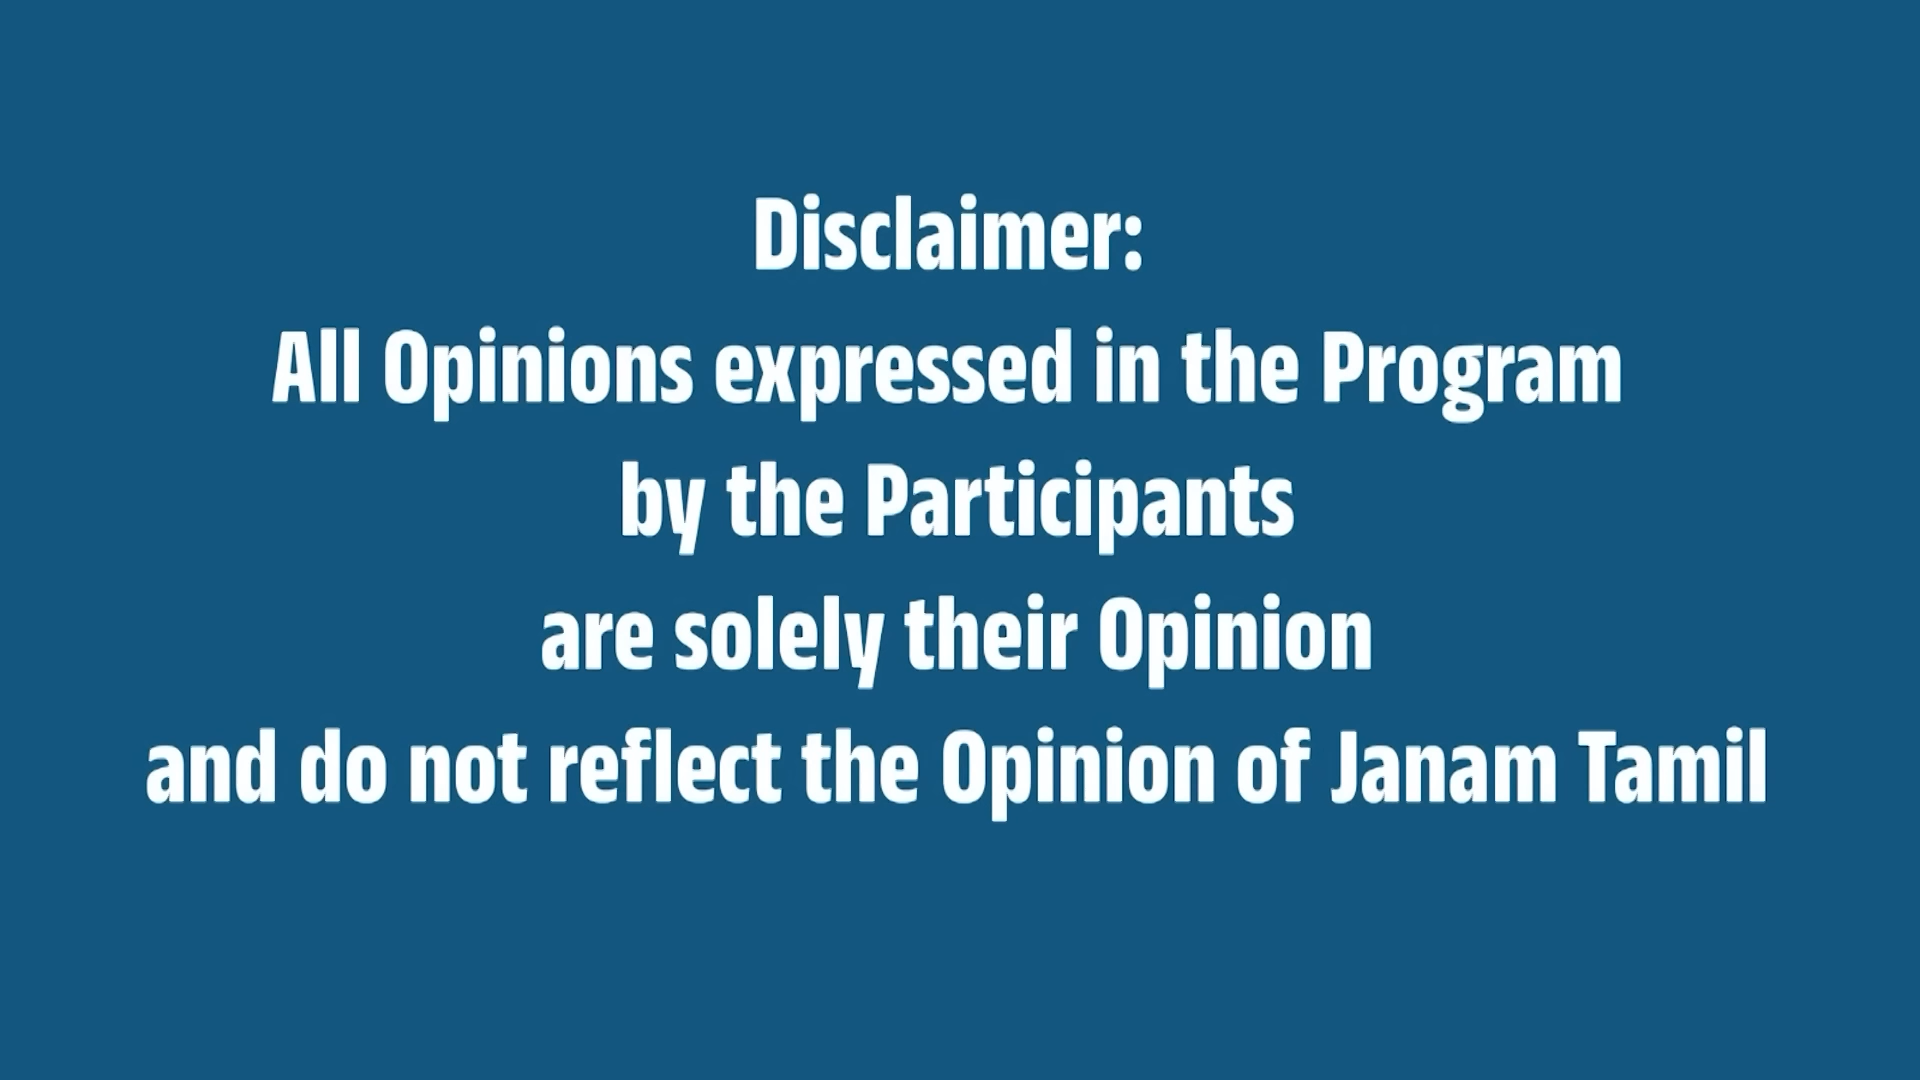 Disclaimer:
All Opinions expressed in the Program
by the Participants
are solely their Opinion
and do not reflect the Opinion of Janam Tamil